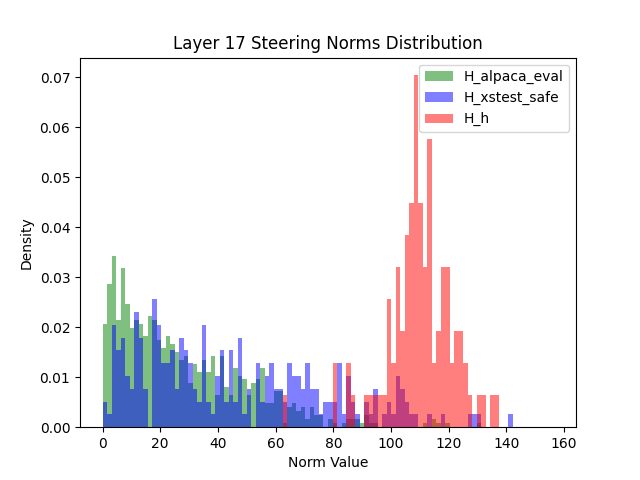 Layer 17 Steering Norms Distribution
H_alpaca_eval
H_xstest_safe
H_h
Density
0.07
0.06
0.05
0.04
0.03
0.02
0.01
0.00
0 20 40 60 80 100 120 140 160
Norm Value